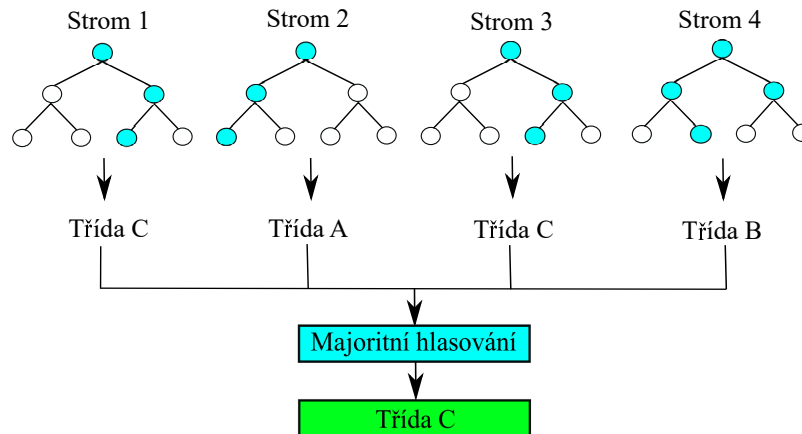 Strom 1
Strom 2
Strom 3
Strom 4
Třída C
Třída A
Třída C
Třída B
Majoritní hlasování
Třída C